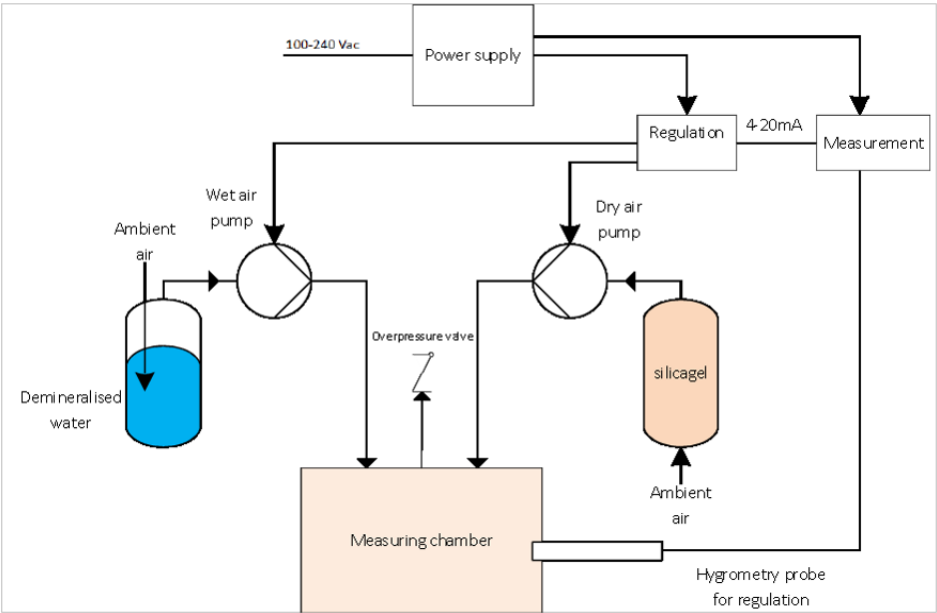 100-240 Vac
Power supply
Regulation
4-20mA
Measurement
Wet air
pump
Dry air
pump
Ambient
air
Overpressure valve
silicagel
Demineralised
water
Ambient
air
Measuring chamber
Hygrometry probe
for regulation